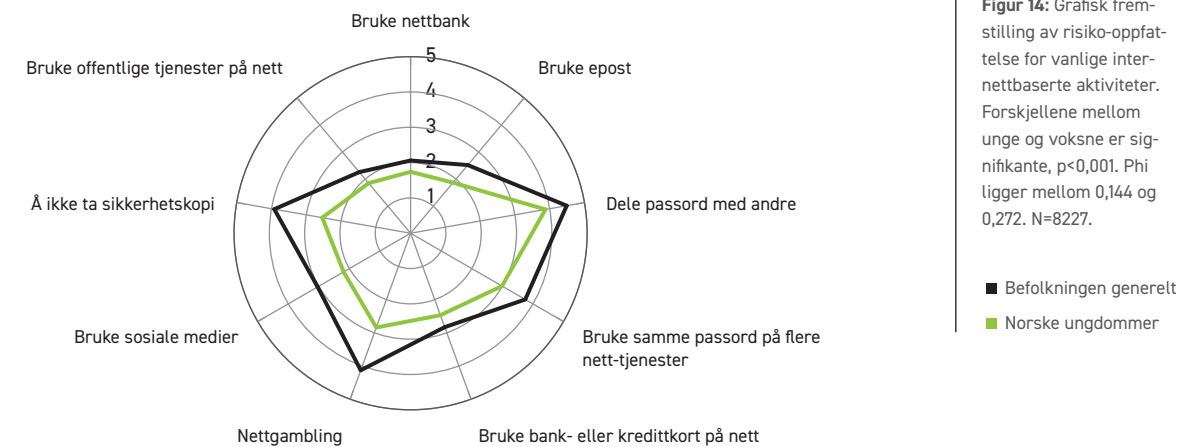 Bruke nettbank
Bruke epost
Dele passord med andre
Bruke samme passord på flere
nett-tjenester
Bruke bank- eller kredittkort på nett
Nettgambling
Bruke sosiale medier
Å ikke ta sikkerhetskopi
Bruke offentlige tjenester på nett
5
4
3
2
1
Figur 14: Grafisk frem-
stilling av risiko-oppfat-
telse for vanlige inter-
nettbaserte aktiviteter.
Forskjellene mellom
unge og voksne er sig-
nifikante, p<0,001. Phi
ligger mellom 0,144 og
0,272. N=8227.
Befolkningen generelt
Norske ungdommer